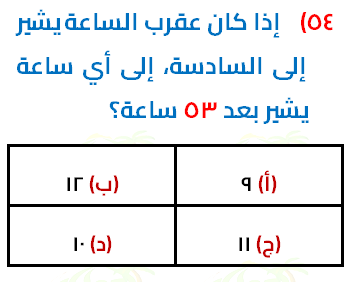 ٥٤) إذا كان عقرب الساعة يشير
إلى السادسة، إلى أي ساعة
يشير بعد ٥٣ ساعة؟
(أ) ٩ (ب) ١٢
(ج) ١١ (د) ١٠